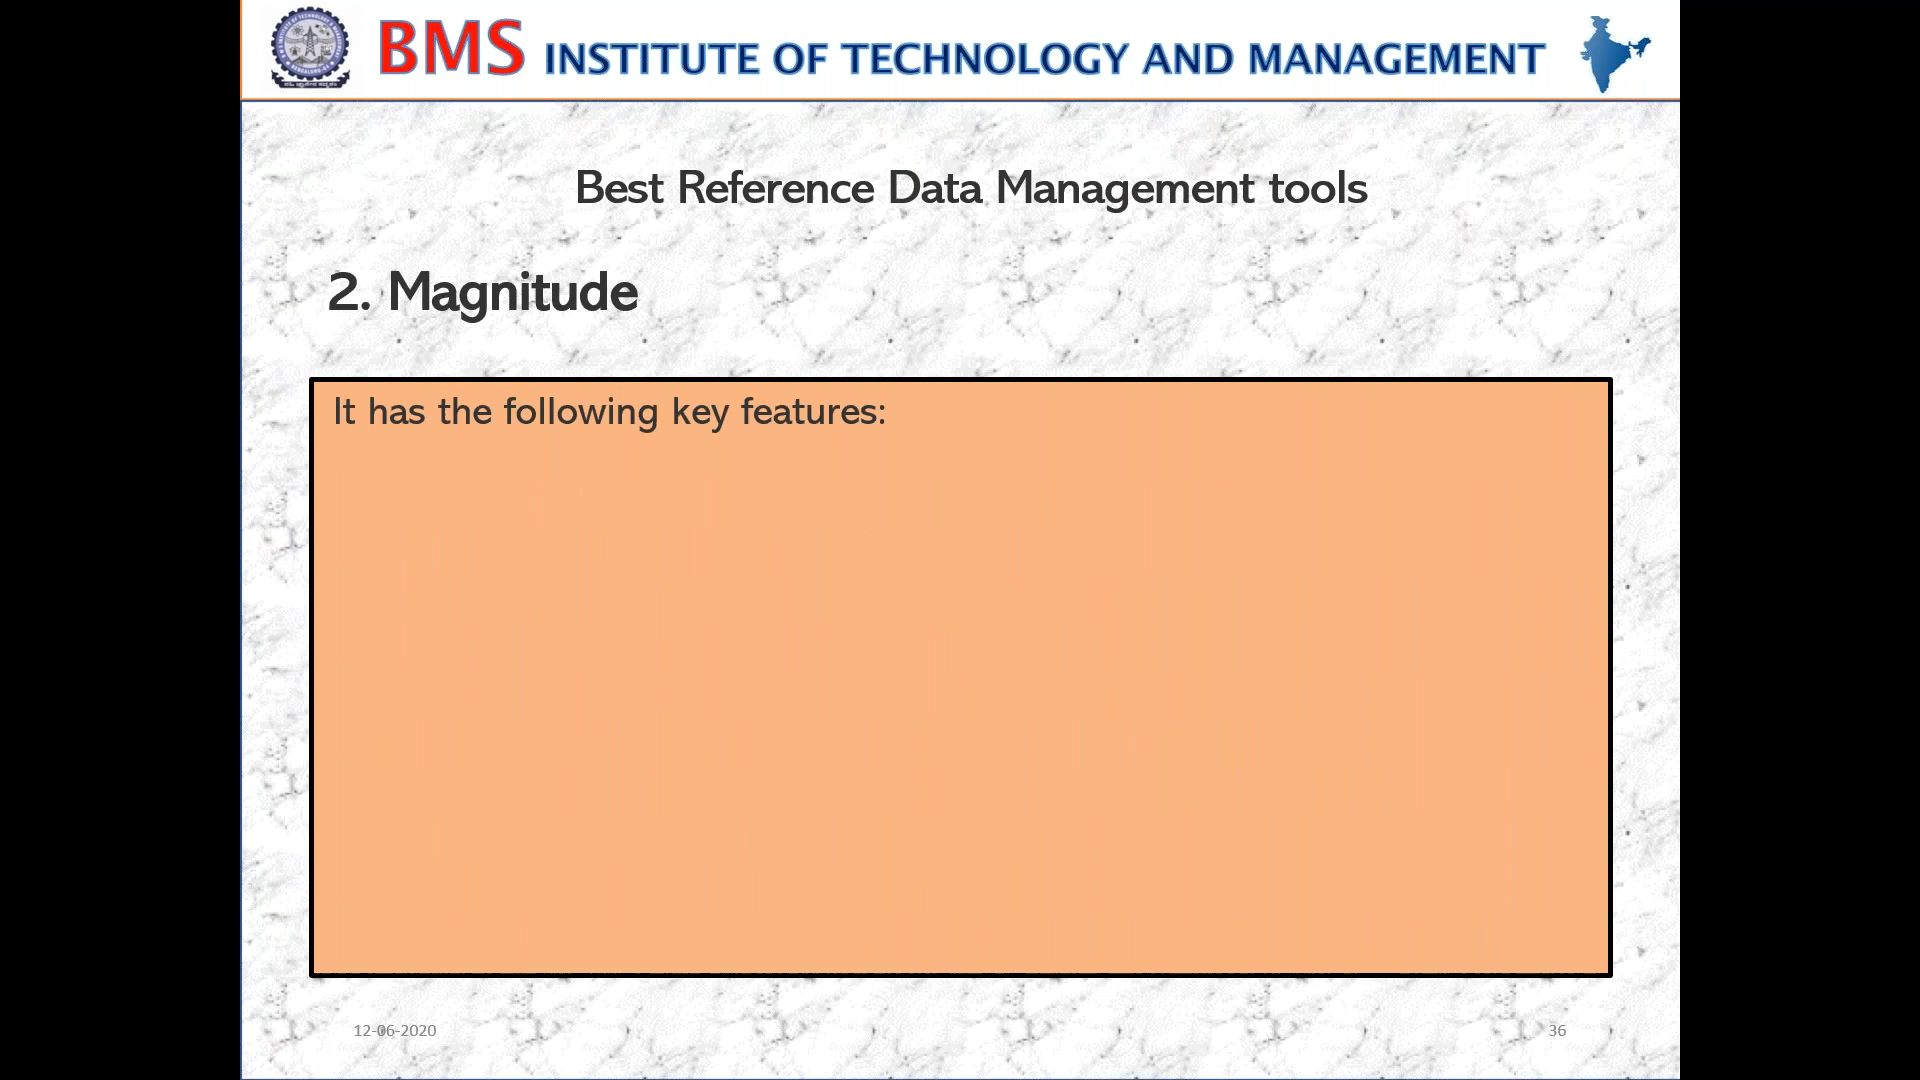 BMS INSTITUTE OF TECHNOLOGY AND MANAGEMENT
Best Reference Data Management tools
2. Magnitude
It has the following key features:
12-06-2020
36